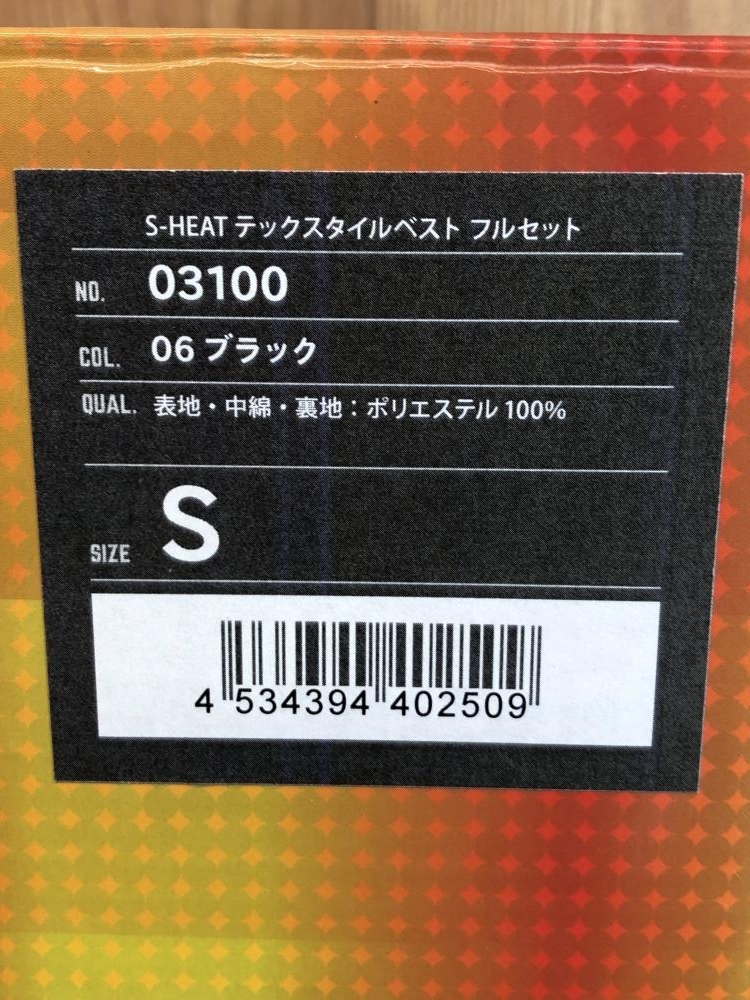 S-HEAT テックスタイルベスト フルセット
NO. 03100
COL. 06 ブラック
QUAL. 表地・中綿・裏地：ポリエステル 100%
SIZE S
4 534394 402509